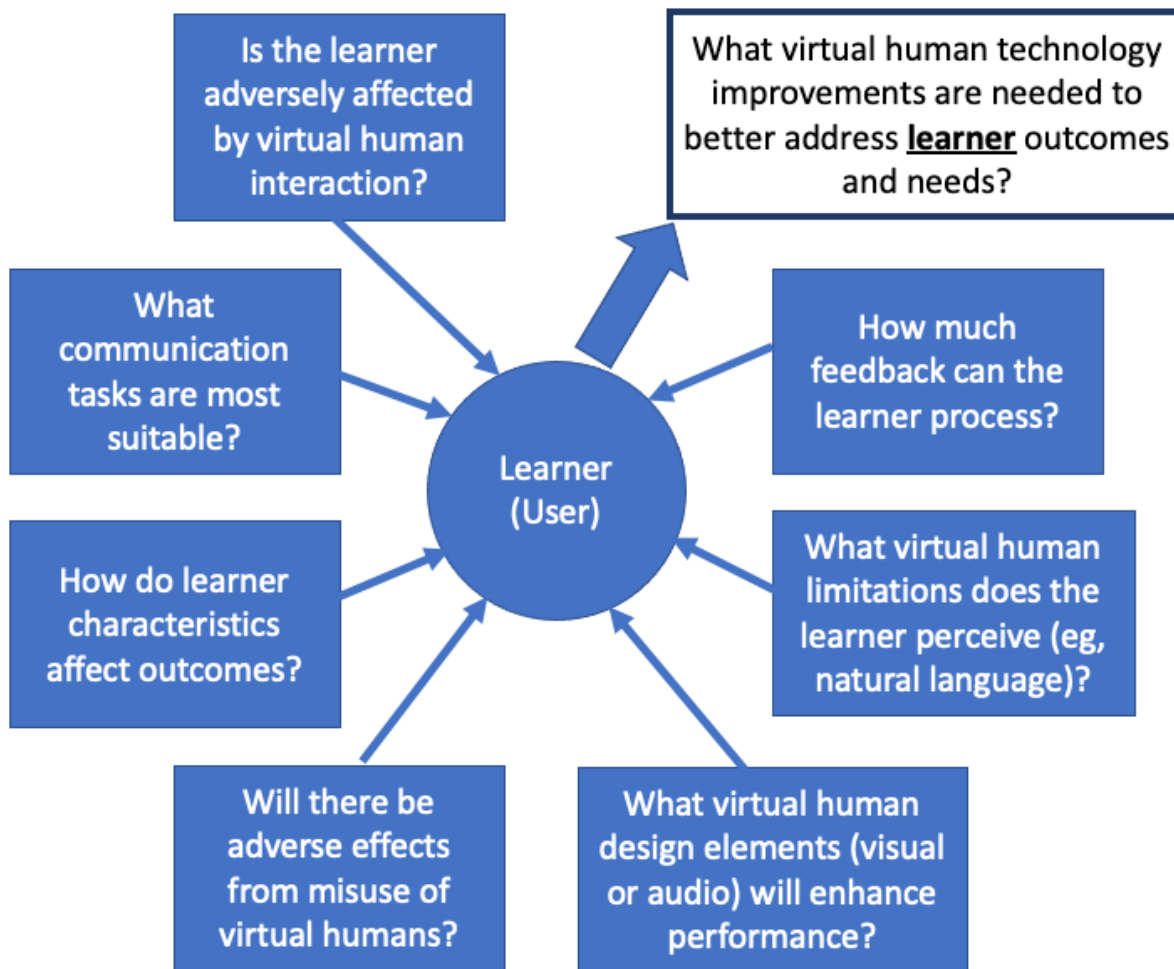 Is the learner
adversely affected
by virtual human
interaction?
What virtual human technology
improvements are needed to
better address learner outcomes
and needs?
What
communication
tasks are most
suitable?
How much
feedback can the
learner process?
Learner
(User)
How do learner
characteristics
affect outcomes?
What virtual human
limitations does the
learner perceive (eg,
natural language)?
Will there be
adverse effects
from misuse of
virtual humans?
What virtual human
design elements (visual
or audio) will enhance
performance?